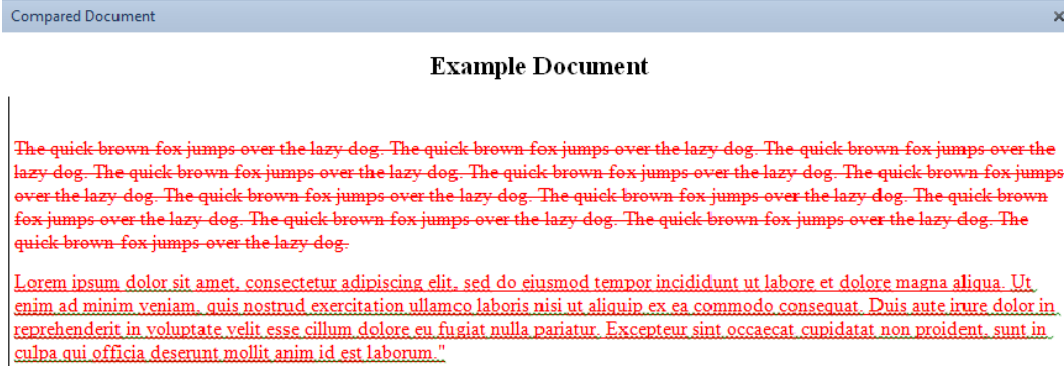 Compared Document
Example Document
The quick brown fox jumps over the lazy dog. The quick brown fox jumps over the lazy dog. The quick brown fox jumps over the
lazy dog. The quick brown fox jumps over the lazy dog. The quick brown fox jumps over the lazy dog. The quick brown fox jumps
over the lazy dog. The quick brown fox jumps over the lazy dog. The quick brown fox jumps over the lazy dog. The quick brown
fox jumps over the lazy dog. The quick brown fox jumps over the lazy dog. The quick brown fox jumps over the lazy dog. The
quick brown fox jumps over the lazy dog.
Lorem ipsum dolor sit amet, consectetur adipiscing elit, sed do eiusmod tempor incididunt ut labore et dolore magna aliqua. Ut
enim ad minim veniam, quis nostrud exercitation ullamco laboris nisi ut aliquip ex ea commodo consequat. Duis aute irure dolor in
reprehenderit in voluptate velit esse cillum dolore eu fugiat nulla pariatur. Excepteur sint occaecat cupidatat non proident, sunt in
culpa qui officia deserunt mollit anim id est laborum."